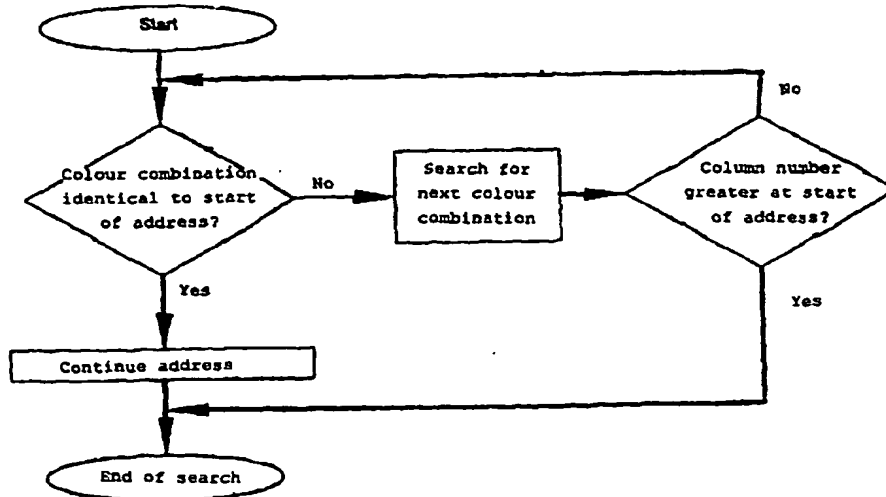 Start
No
Colour combination
identical to start
of address?
No
Search for
next colour
combination
Column number
greater at start
of address?
Yes
Yes
Continue address
End of search